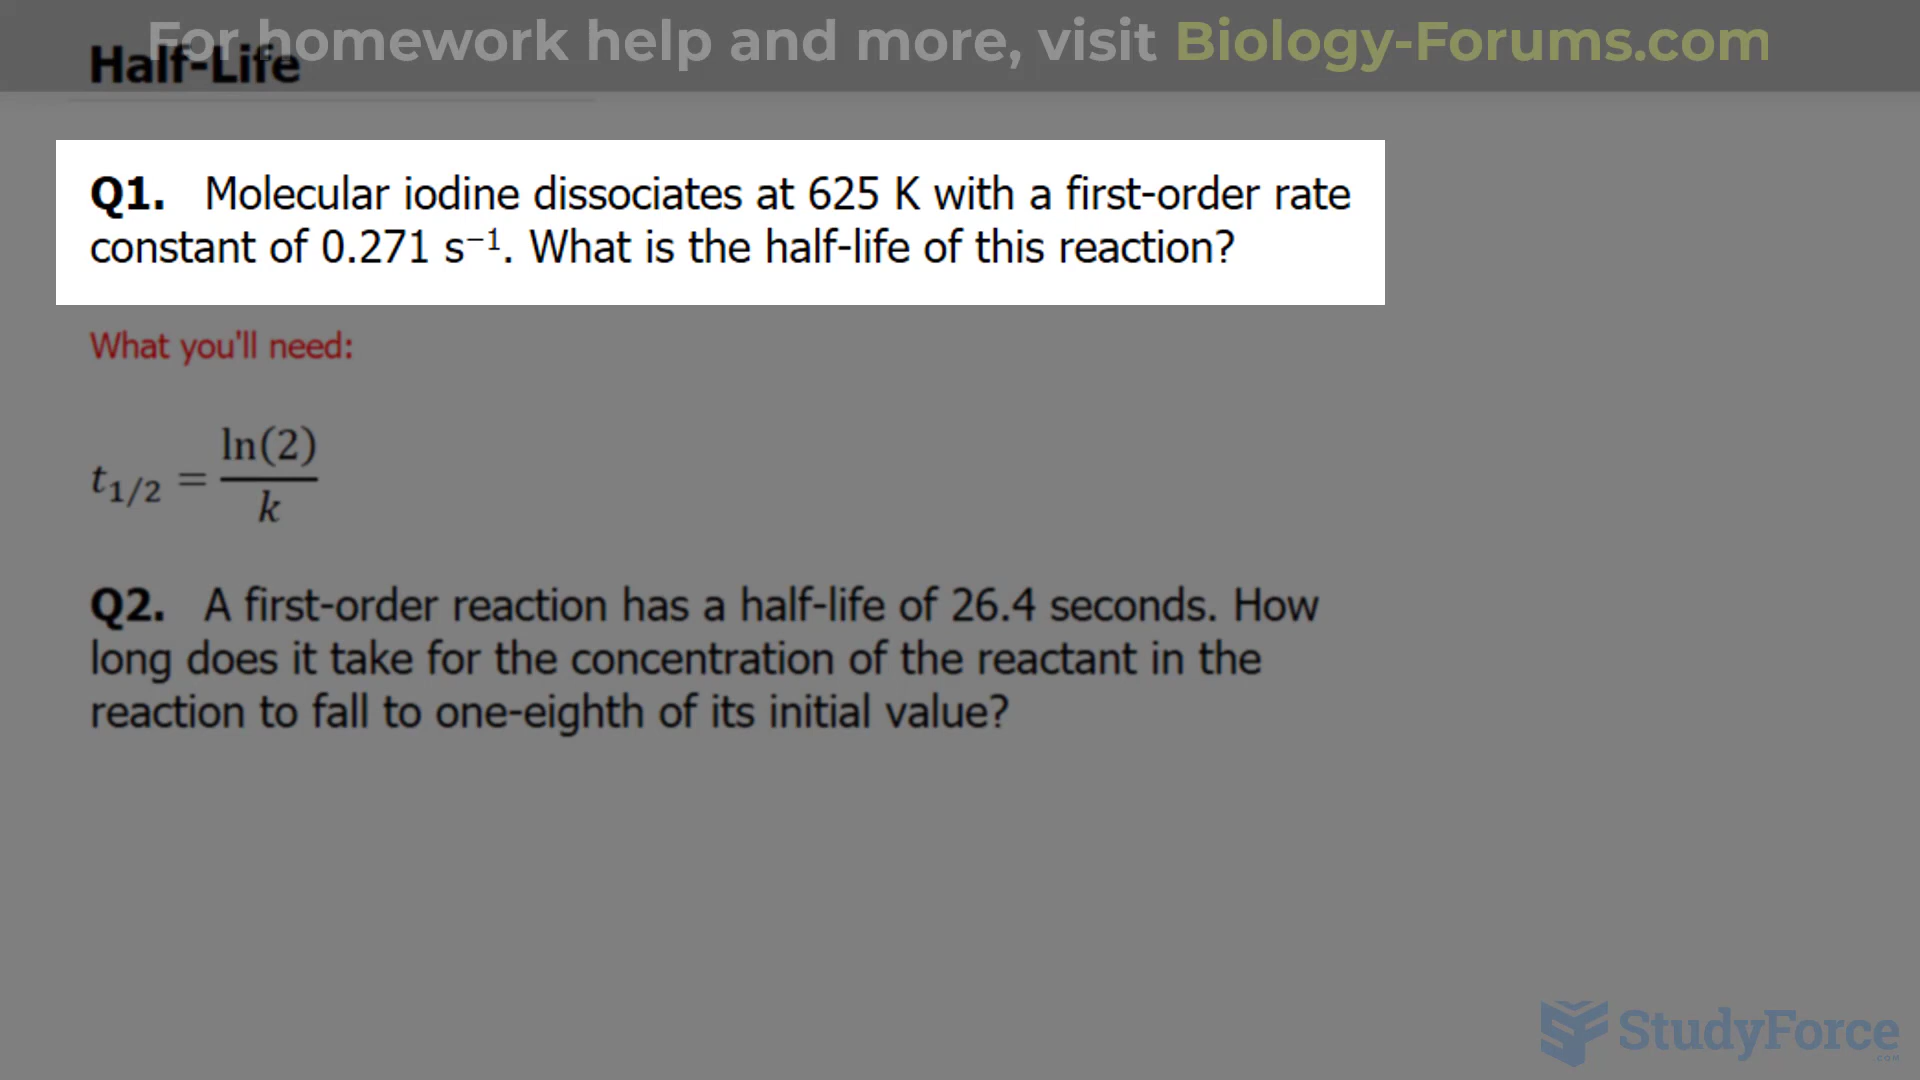 For homework help and more, visit Biology-Forums.com
Half-Life
Q1. Molecular iodine dissociates at 625 K with a first-order rate
constant of 0.271 s⁻¹. What is the half-life of this reaction?
What you'll need:
t₁/₂ = ln(2)/k
Q2. A first-order reaction has a half-life of 26.4 seconds. How
long does it take for the concentration of the reactant in the
reaction to fall to one-eighth of its initial value?
StudyForce
.COM